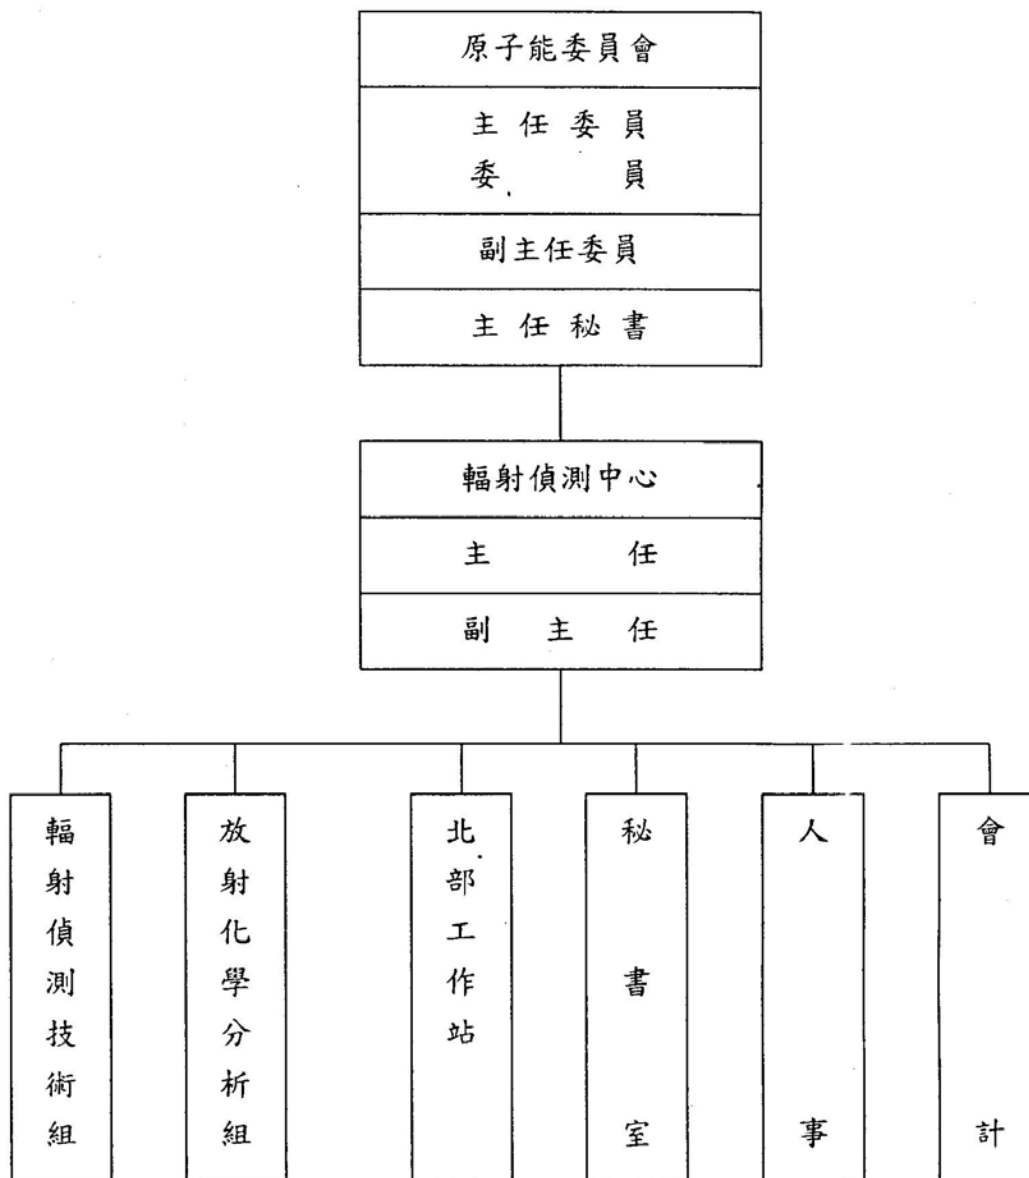 原子能委員會
主任委員
委員
副主任委員
主任秘書
輻射偵測中心
主任
副主任
輻射偵測技術組
放射化學分析組
北部工作站
秘書室
人事
會計